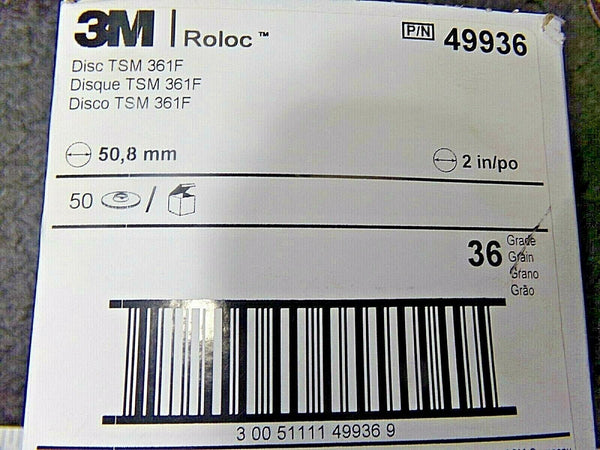 3M | Roloc™ P/N 49936
Disc TSM 361F
Disque TSM 361F
Disco TSM 361F
50,8 mm 2 in/po
50 /
36 Grade
Grain
Grano
Grão
3 00 51111 49936 9